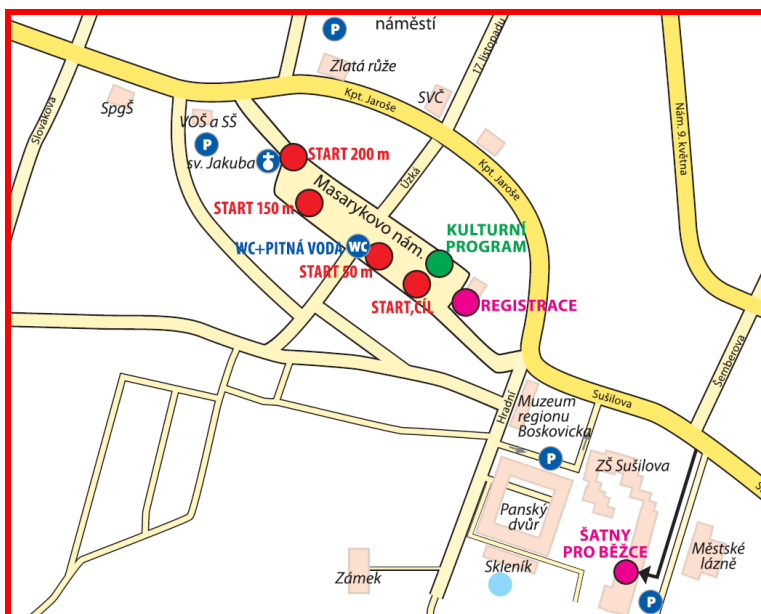 P
náměstí
Zlatá růže
17.listopadu
SVČ
Kpt. Jaroše
SpgŠ
Slovákova
VOŠ a SŠ
P
sv. Jakuba
START 200 m
Kpt. Jaroše
Nám. 9. května
Úzká
Masarykovo nám.
START 150 m
KULTURNÍ
PROGRAM
WC+PITNÁ VODA
WC
START 50 m
START,CÍL
REGISTRACE
Šemberova
Sušilova
Hradní
Muzeum
regionu
Boskovicka
P
ZŠ Sušilova
Panský
dvůr
ŠATNY
PRO BĚŽCE
Městské
lázně
Skleník
Zámek
P